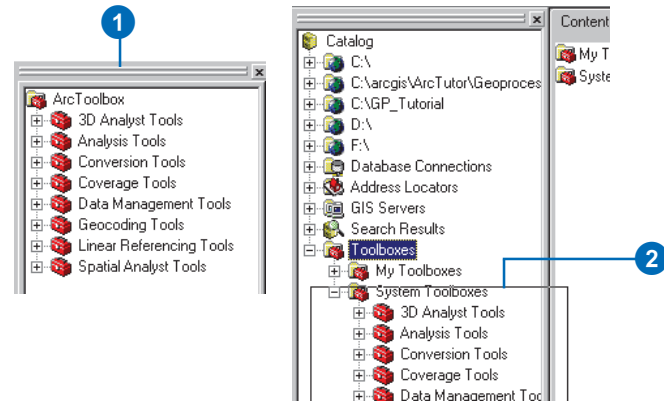 1
ArcToolbox
3D Analyst Tools
Analysis Tools
Conversion Tools
Coverage Tools
Data Management Tools
Geocoding Tools
Linear Referencing Tools
Spatial Analyst Tools
Catalog
C:\
C:\arcgis\ArcTutor\Geoproces
C:\GP_Tutorial
D:\
F:\
Database Connections
Address Locators
GIS Servers
Search Results
Toolboxes
My Toolboxes
System Toolboxes
3D Analyst Tools
Analysis Tools
Conversion Tools
Coverage Tools
Data Management Too
Content
My T
Syste
2